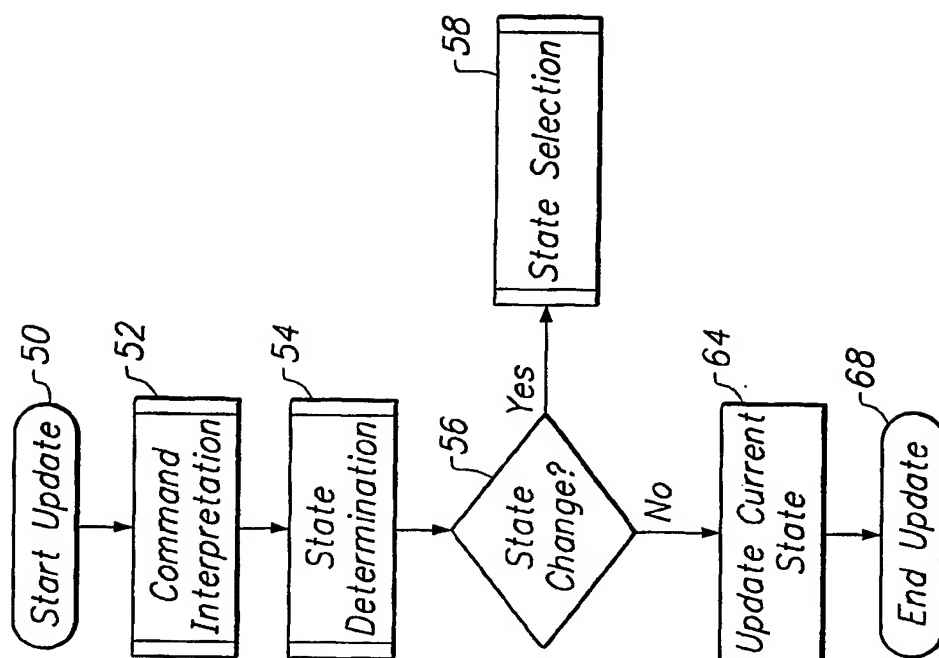 Start Update
50
Command
Interpretation
52
State
Determination
54
State
Change?
56
Yes
State Selection
58
No
Update Current
State
64
End Update
68